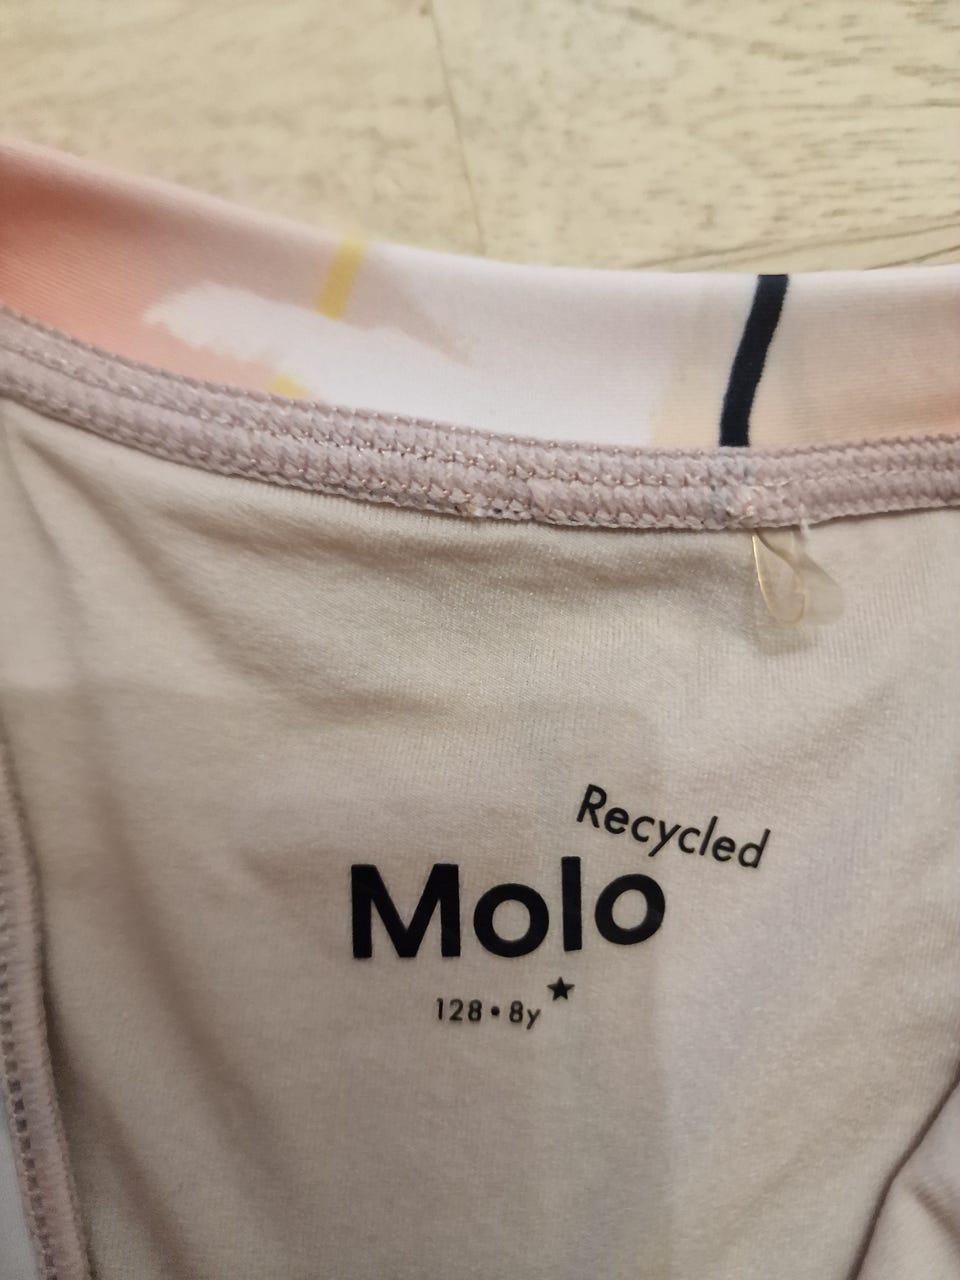 Recycled
Molo
128 • 8y